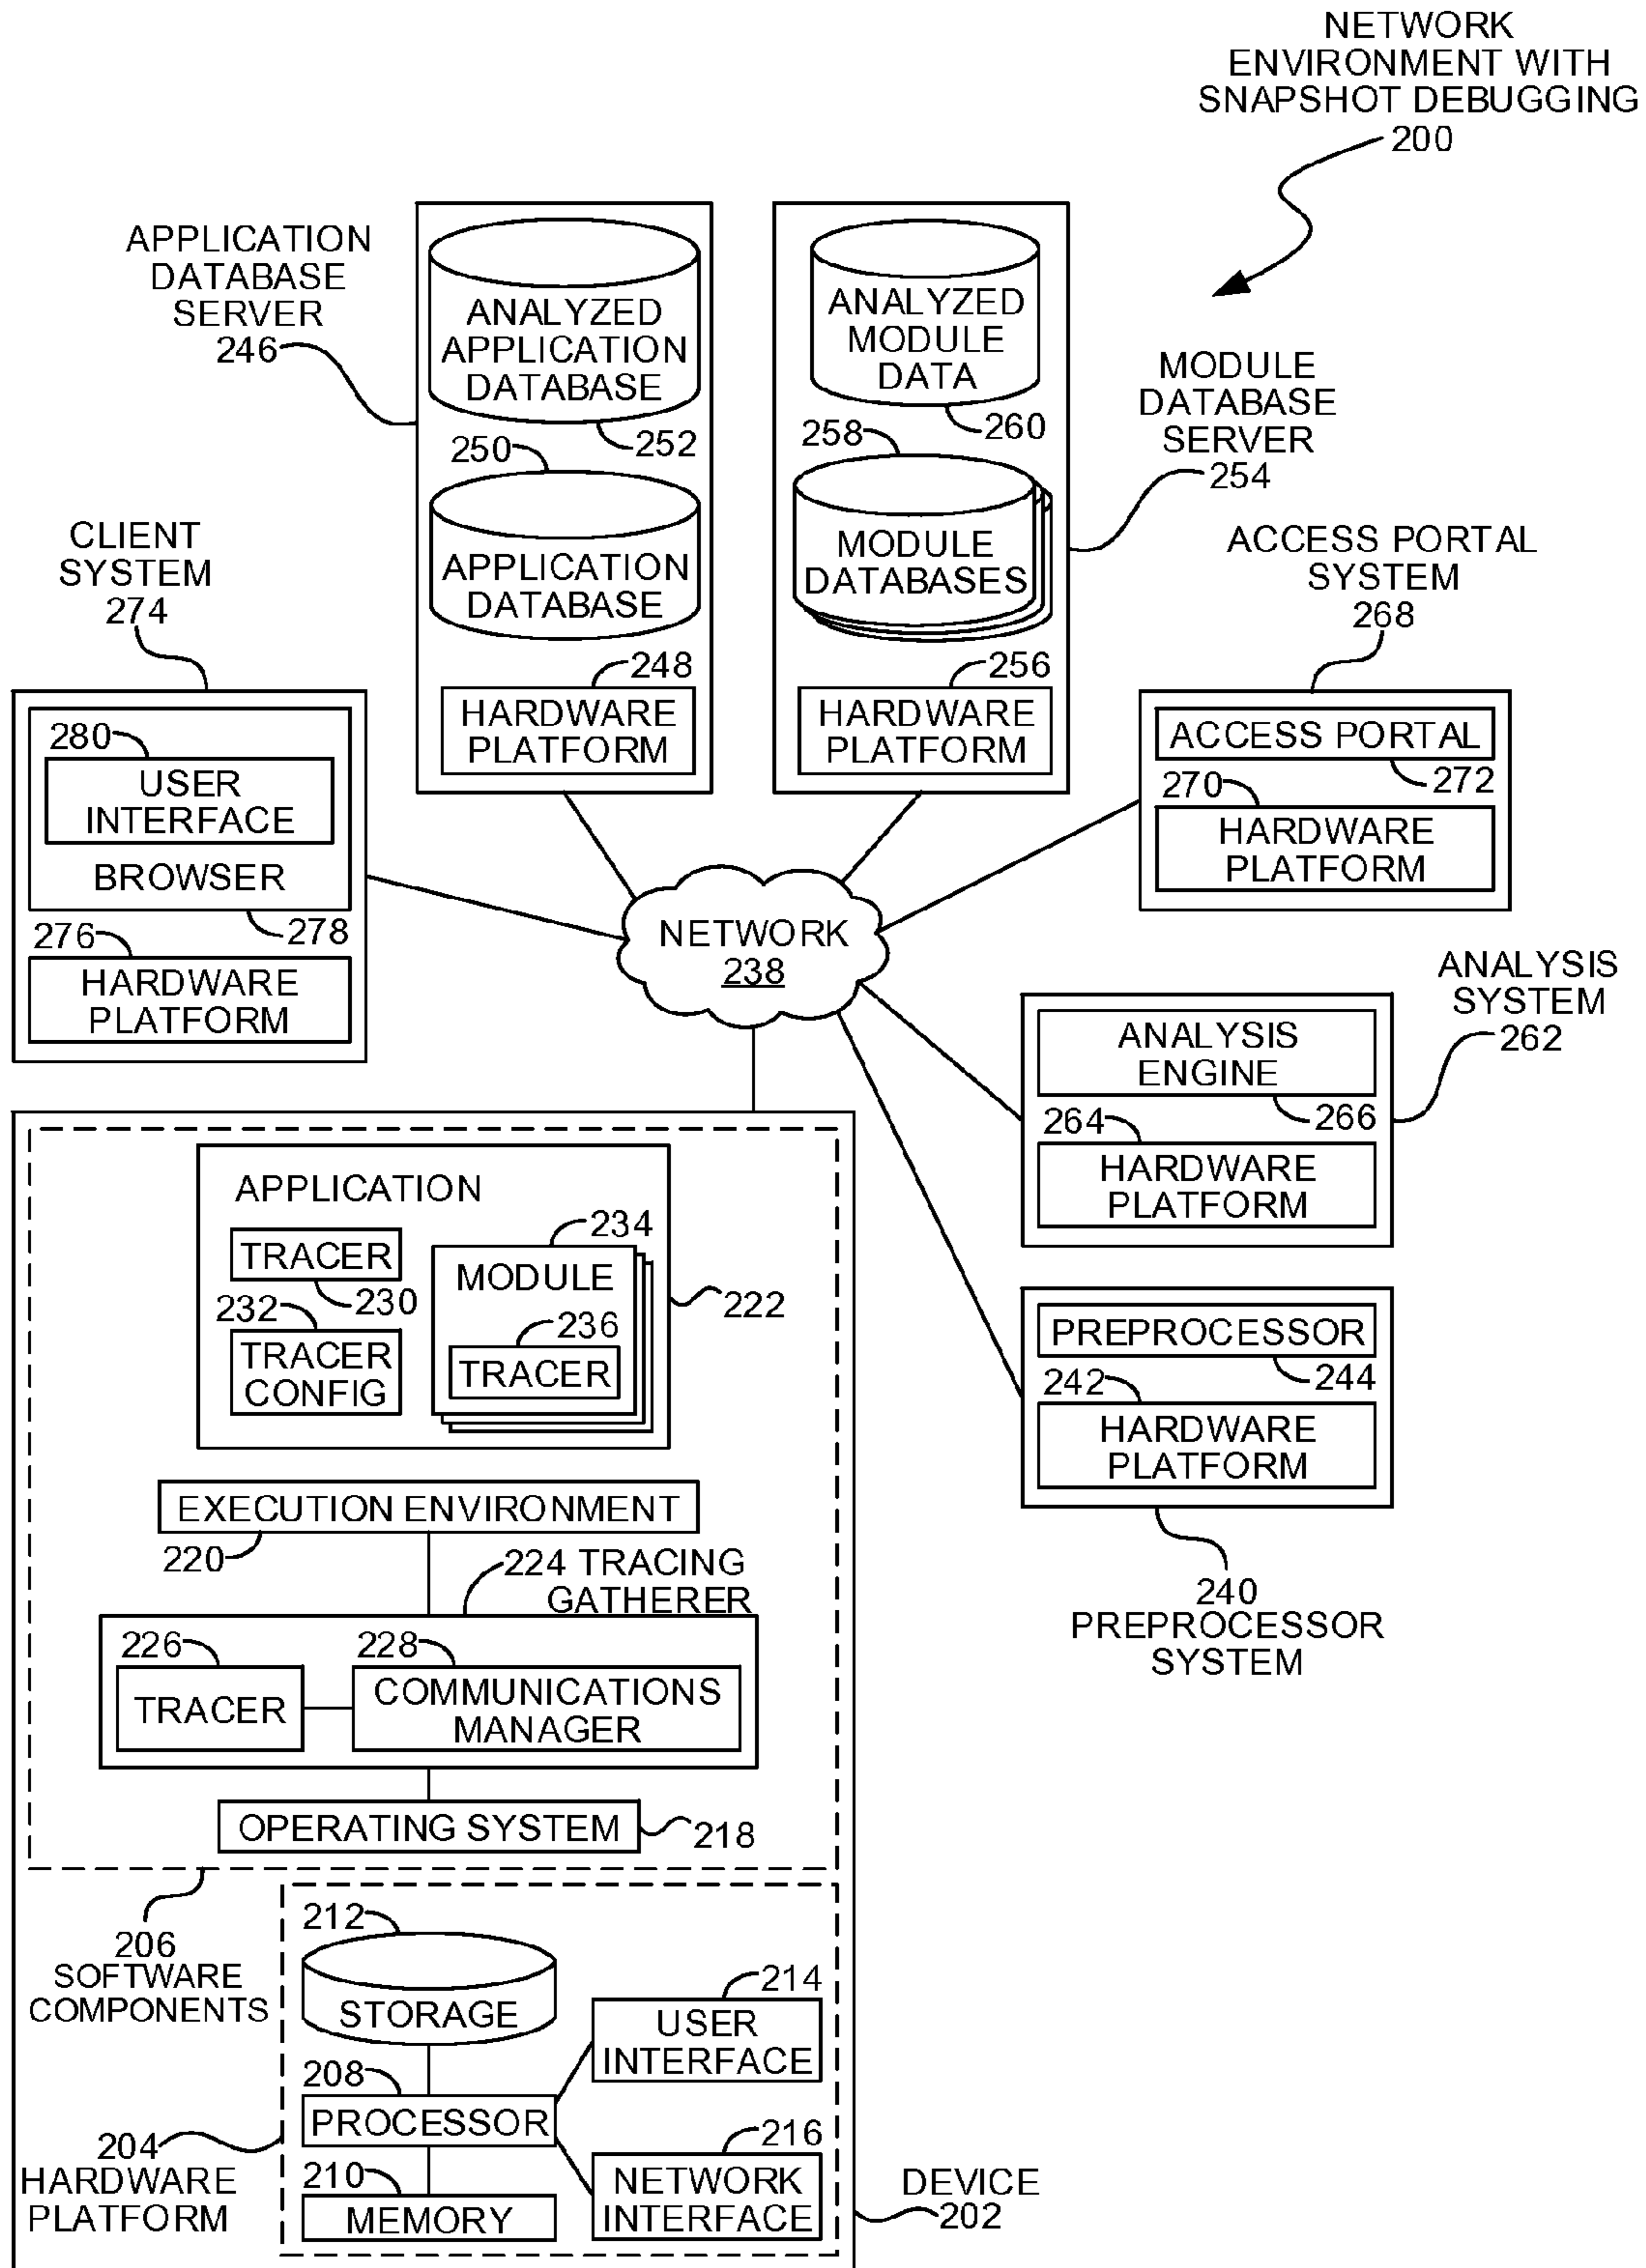 NETWORK
ENVIRONMENT WITH
SNAPSHOT DEBUGGING
200
APPLICATION
DATABASE
SERVER
246
ANALYZED
APPLICATION
DATABASE
252
250
APPLICATION
DATABASE
248
HARDWARE
PLATFORM
ANALYZED
MODULE
DATA
260
258
MODULE
DATABASES
256
HARDWARE
PLATFORM
MODULE
DATABASE
SERVER
254
CLIENT
SYSTEM
274
280
USER
INTERFACE
BROWSER
278
276
HARDWARE
PLATFORM
ACCESS PORTAL
SYSTEM
268
ACCESS PORTAL
272
270
HARDWARE
PLATFORM
NETWORK
238
ANALYSIS
SYSTEM
262
ANALYSIS
ENGINE
266
264
HARDWARE
PLATFORM
PREPROCESSOR
244
242
HARDWARE
PLATFORM
240
PREPROCESSOR
SYSTEM
APPLICATION
TRACER
230
232
TRACER
CONFIG
234
MODULE
236
TRACER
222
EXECUTION ENVIRONMENT
220
224 TRACING
GATHERER
226
TRACER
228
COMMUNICATIONS
MANAGER
OPERATING SYSTEM
218
206
SOFTWARE
COMPONENTS
212
STORAGE
214
USER
INTERFACE
208
PROCESSOR
216
NETWORK
INTERFACE
210
MEMORY
204
HARDWARE
PLATFORM
DEVICE
202